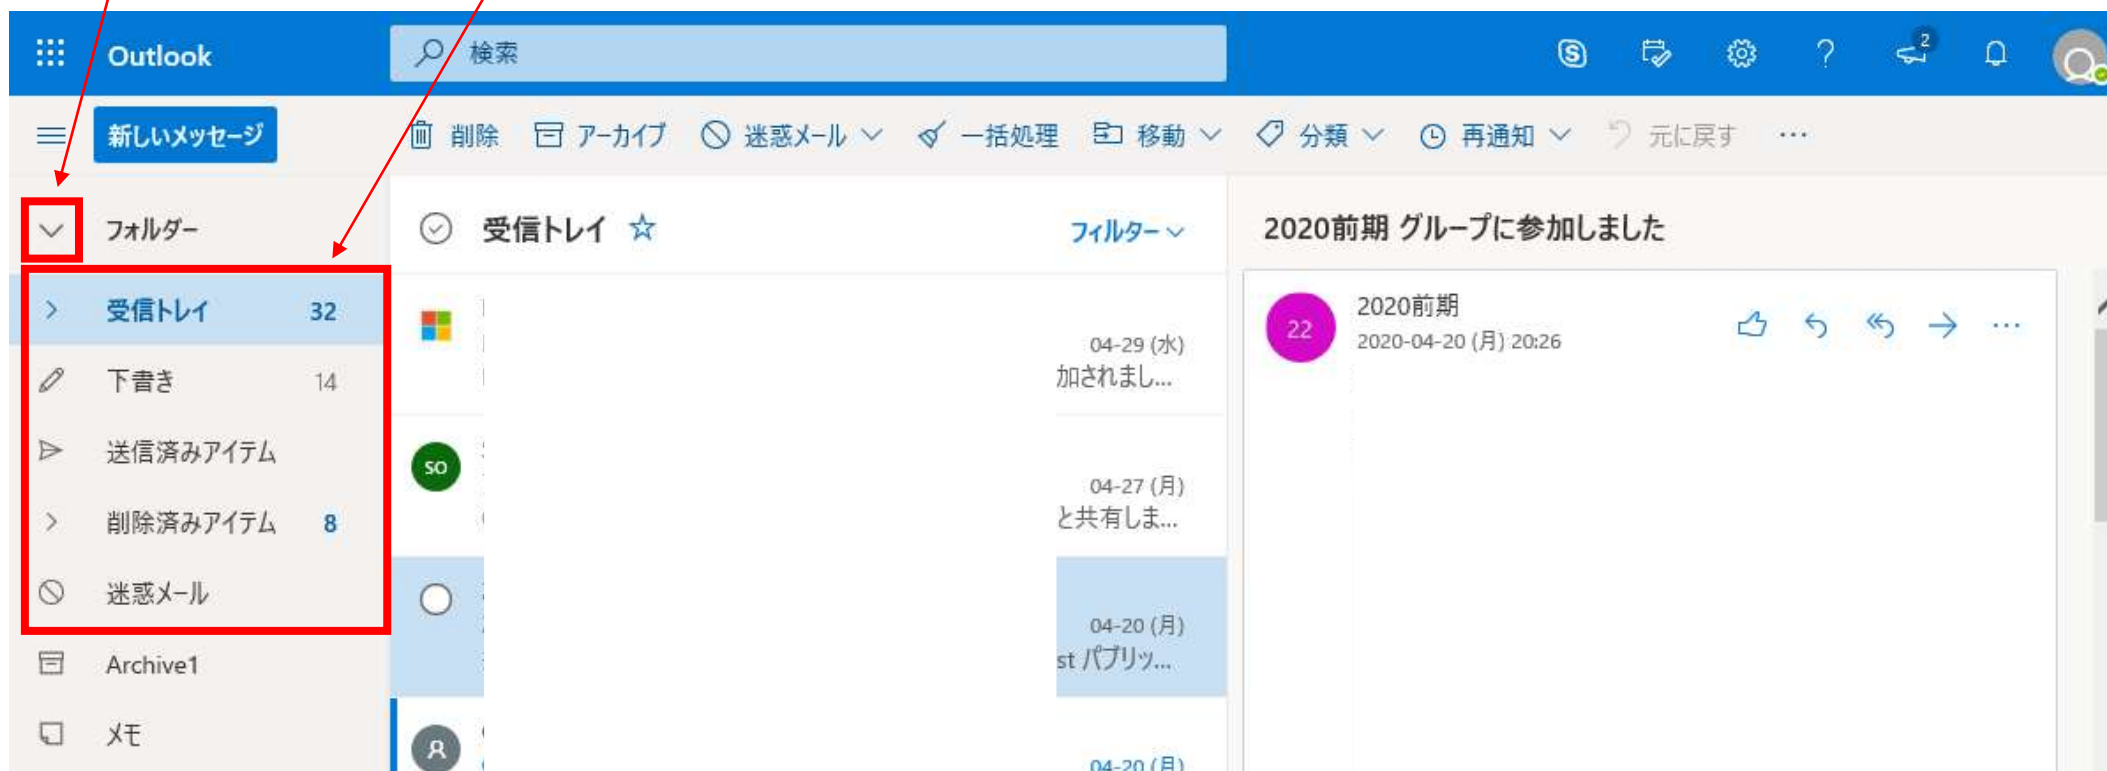 Outlook
検索
2
新しいメッセージ
削除 アーカイブ 迷惑メール 一括処理 移動 分類 再通知 元に戻す ...
フォルダー
受信トレイ 32
下書き 14
送信済みアイテム
削除済みアイテム 8
迷惑メール
Archive1
メモ
受信トレイ
フィルター
04-29 (水)
加されまし...
SO
04-27 (月)
と共有しま...
04-20 (月)
st パブリッ...
04-20 (月)
2020前期 グループに参加しました
22
2020前期
2020-04-20 (月) 20:26
...